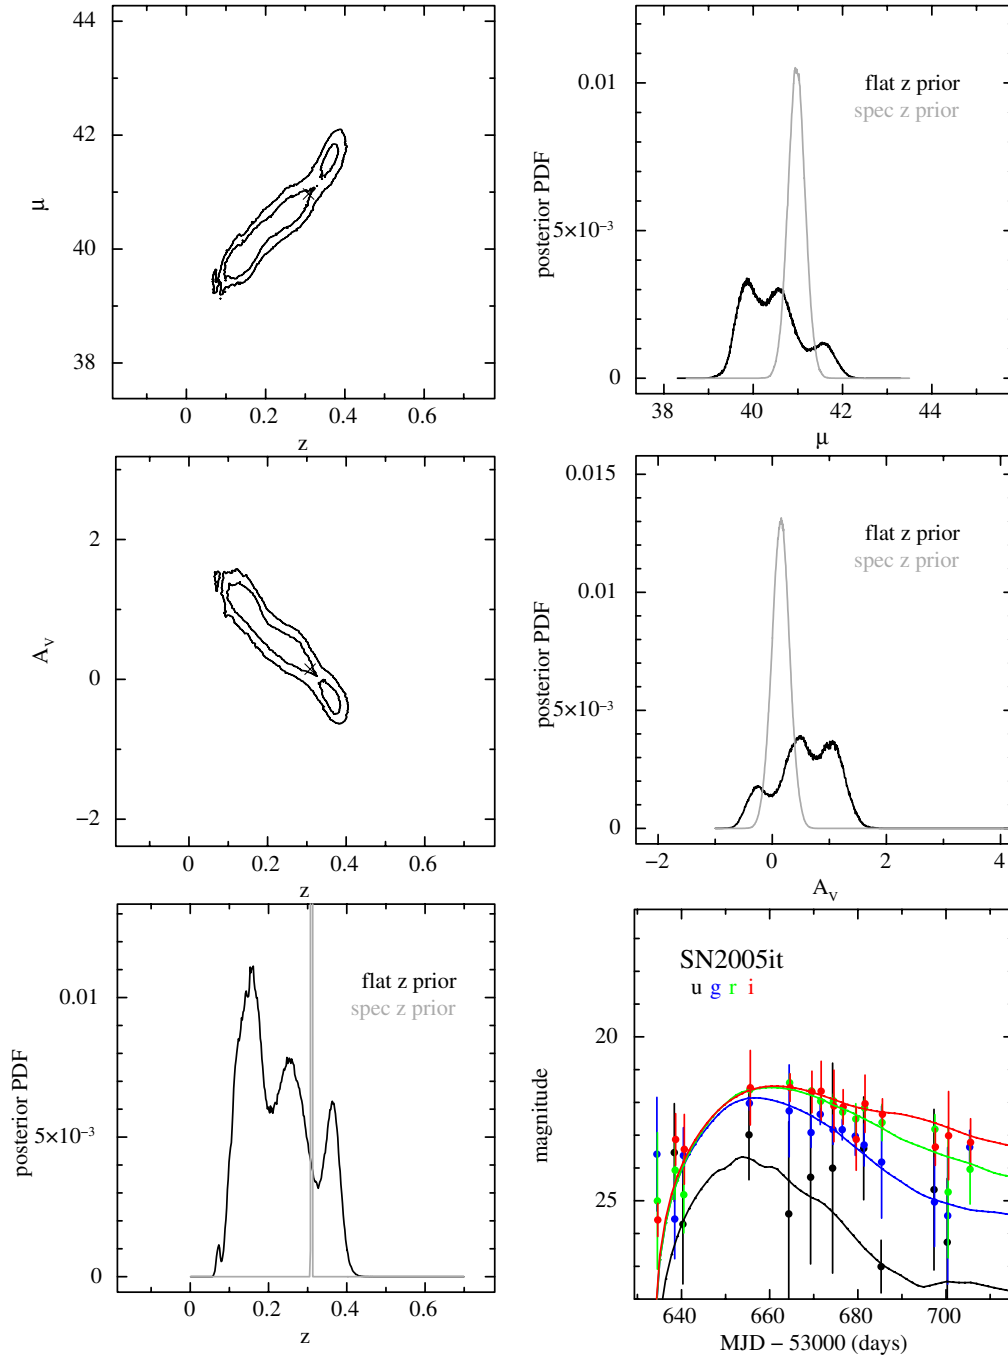 44
42
40
38
μ
0
0.2
0.4
0.6
z
0.01
5×10⁻³
0
posterior PDF
flat z prior
spec z prior
38
40
42
44
μ
2
0
−2
A_V
0
0.2
0.4
0.6
z
0.015
0.01
5×10⁻³
0
posterior PDF
flat z prior
spec z prior
−2
0
2
4
A_V
0.01
5×10⁻³
0
posterior PDF
flat z prior
spec z prior
0
0.2
0.4
0.6
z
SN2005it
u g r i
20
25
magnitude
640
660
680
700
MJD − 53000 (days)